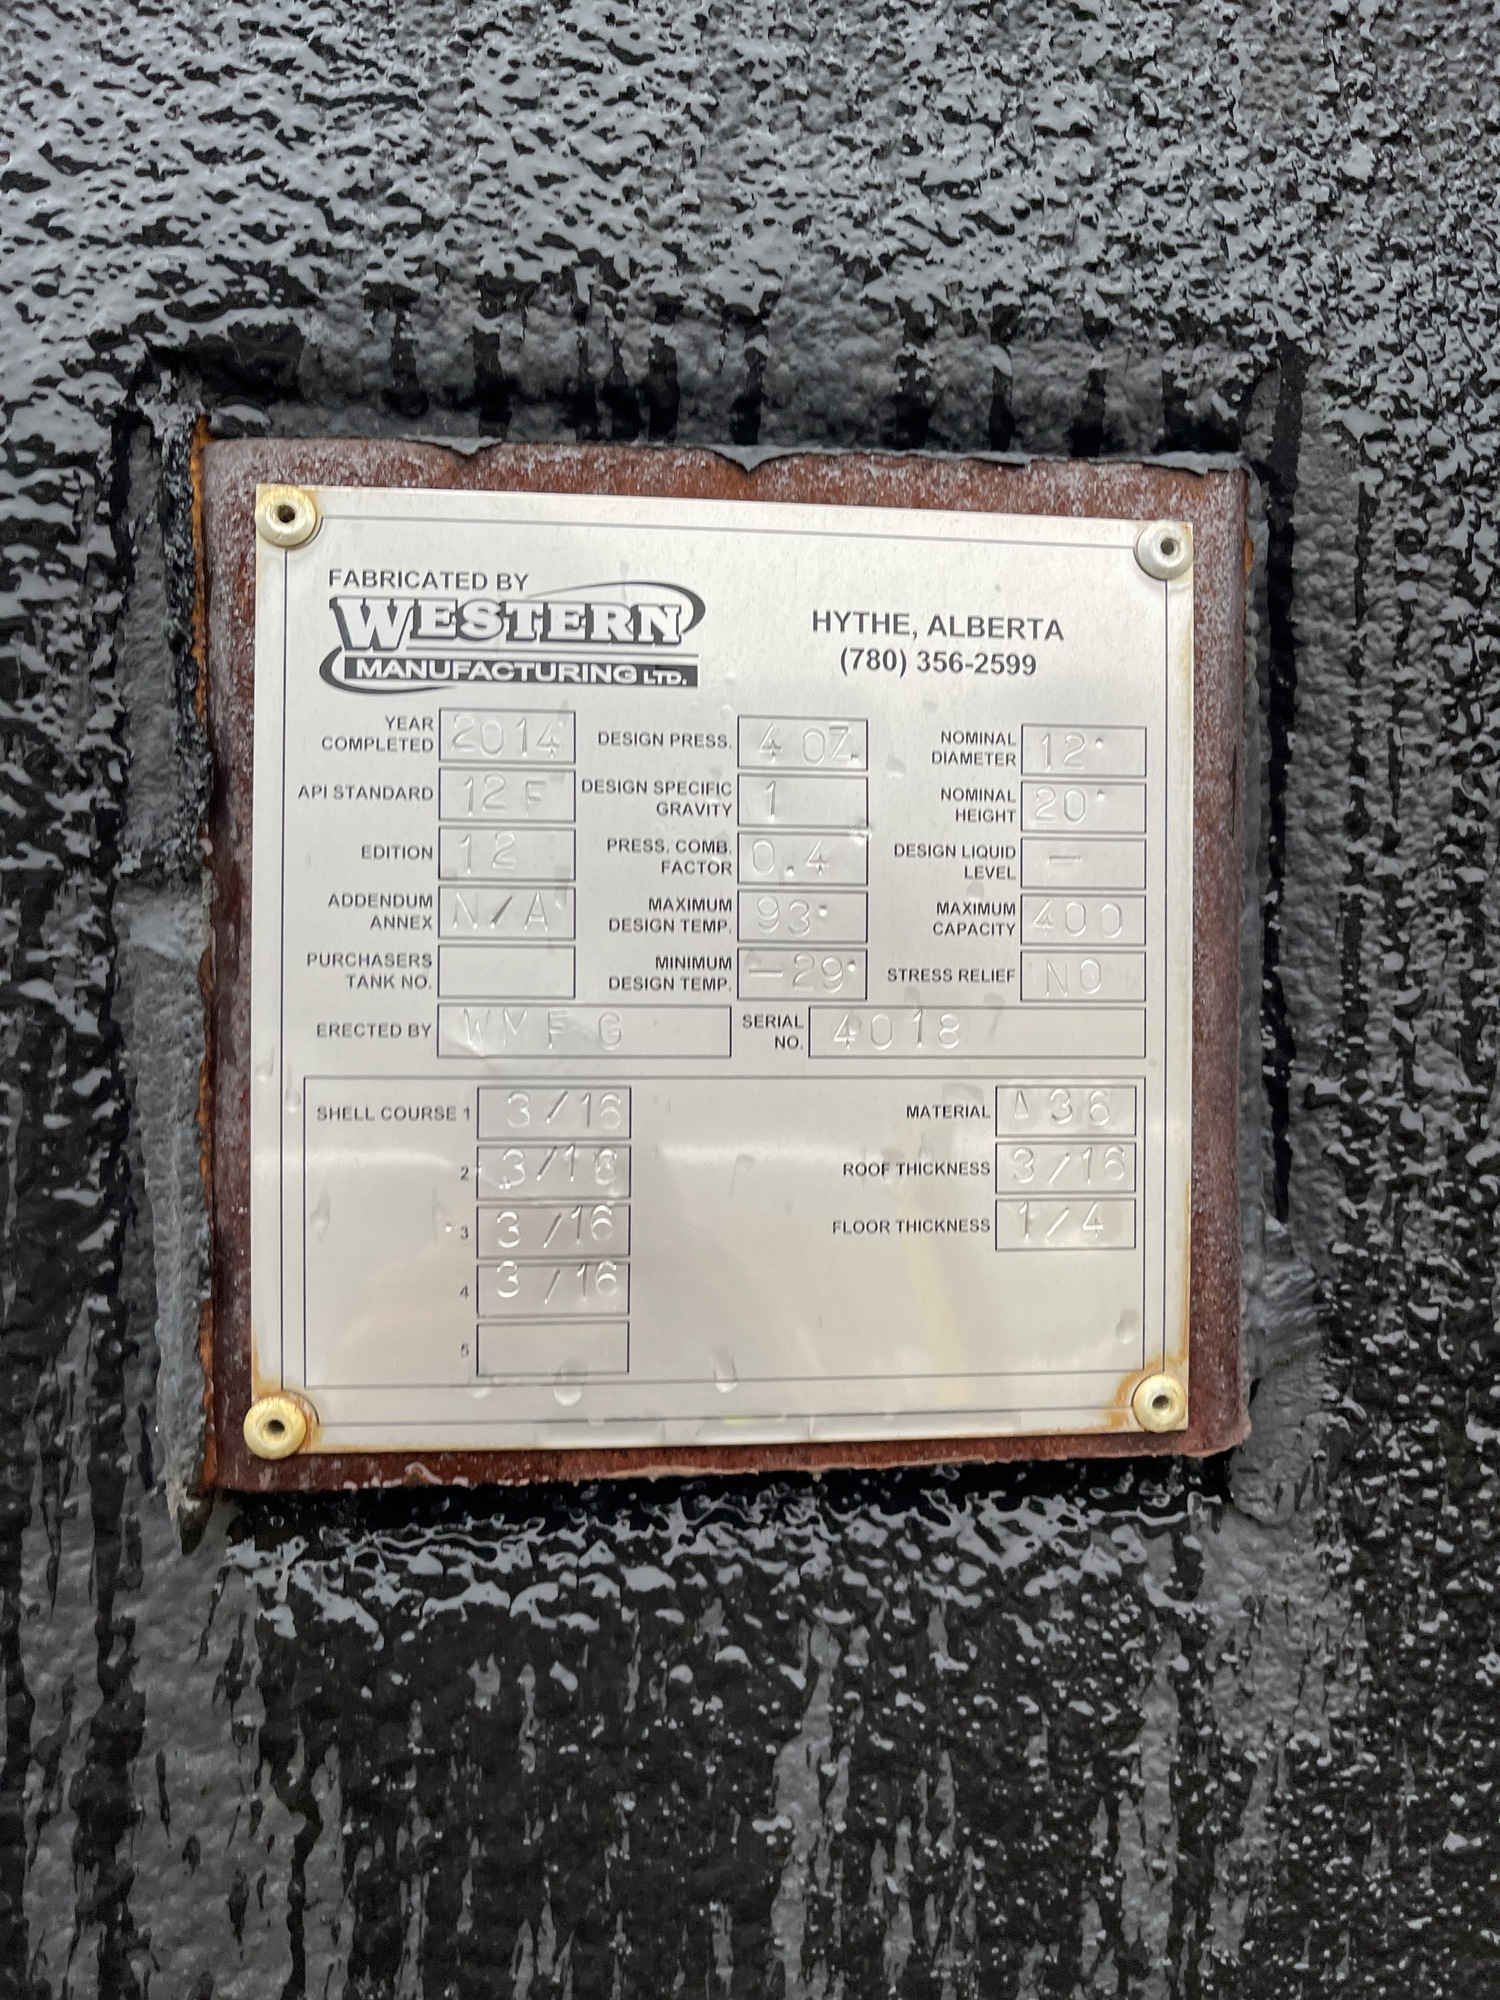 FABRICATED BY
WESTERN
MANUFACTURING LTD.
HYTHE, ALBERTA
(780) 356-2599
YEAR COMPLETED 2014
DESIGN PRESS. 4 OZ.
NOMINAL DIAMETER 12'
API STANDARD 12 F
DESIGN SPECIFIC GRAVITY 1
NOMINAL HEIGHT 20'
EDITION 12
PRESS. COMB. FACTOR 0.4
DESIGN LIQUID LEVEL —
ADDENDUM ANNEX N/A
MAXIMUM DESIGN TEMP. 93°
MAXIMUM CAPACITY 400
PURCHASERS TANK NO.
MINIMUM DESIGN TEMP. -29°
STRESS RELIEF NO
ERECTED BY WMFG
SERIAL NO. 4018
SHELL COURSE 1 3/16
MATERIAL A36
2 3/16
ROOF THICKNESS 3/16
3 3/16
FLOOR THICKNESS 1/4
4 3/16
5